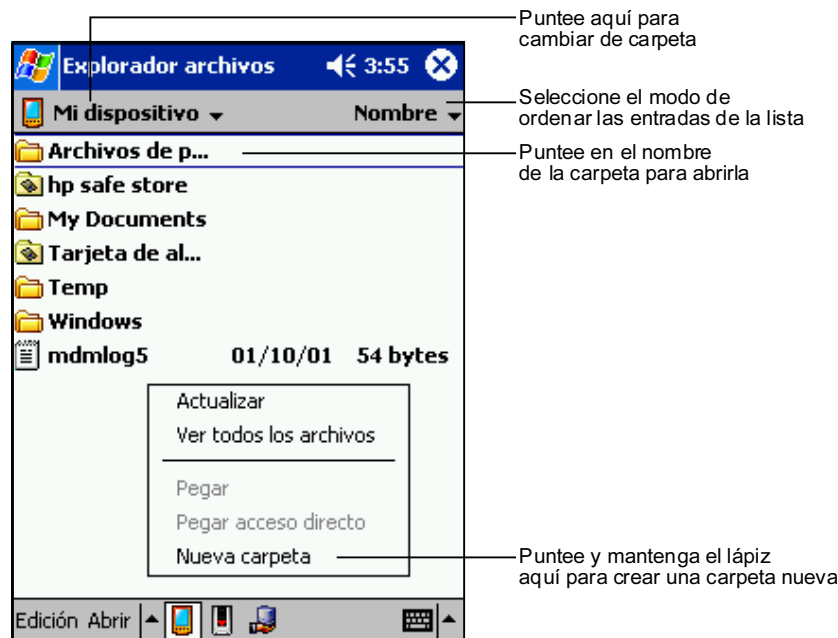 Puntee aquí para
cambiar de carpeta
Explorador archivos 3:55
Mi dispositivo Nombre
Seleccione el modo de
ordenar las entradas de la lista
Archivos de p...
Puntee en el nombre
de la carpeta para abrirla
hp safe store
My Documents
Tarjeta de al...
Temp
Windows
mdmlog5 01/10/01 54 bytes
Actualizar
Ver todos los archivos
Pegar
Pegar acceso directo
Nueva carpeta
Puntee y mantenga el lápiz
aquí para crear una carpeta nueva
Edición Abrir